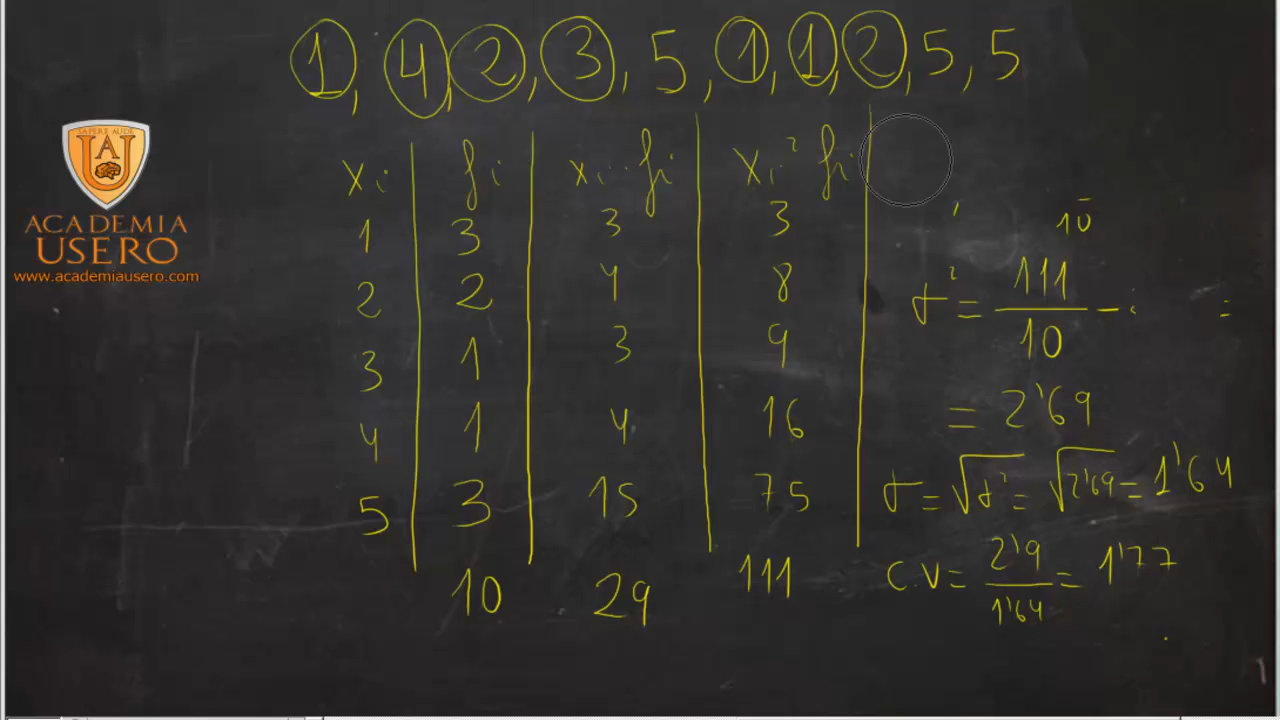 1, 4, 2, 3, 5, 1, 1, 2, 5, 5
SAPERE AUDE
UA
ACADEMIA
USERO
www.academiausero.com
xi fi xi·fi xi² fi
1 3 3 3
2 2 4 8
3 1 3 9
4 1 4 16
5 3 15 75
10 29 111
10
σ² = 111/10 - =
= 2'69
σ = √σ² = √2'69 = 1'64
C.V = 2'9/1'64 = 1'77